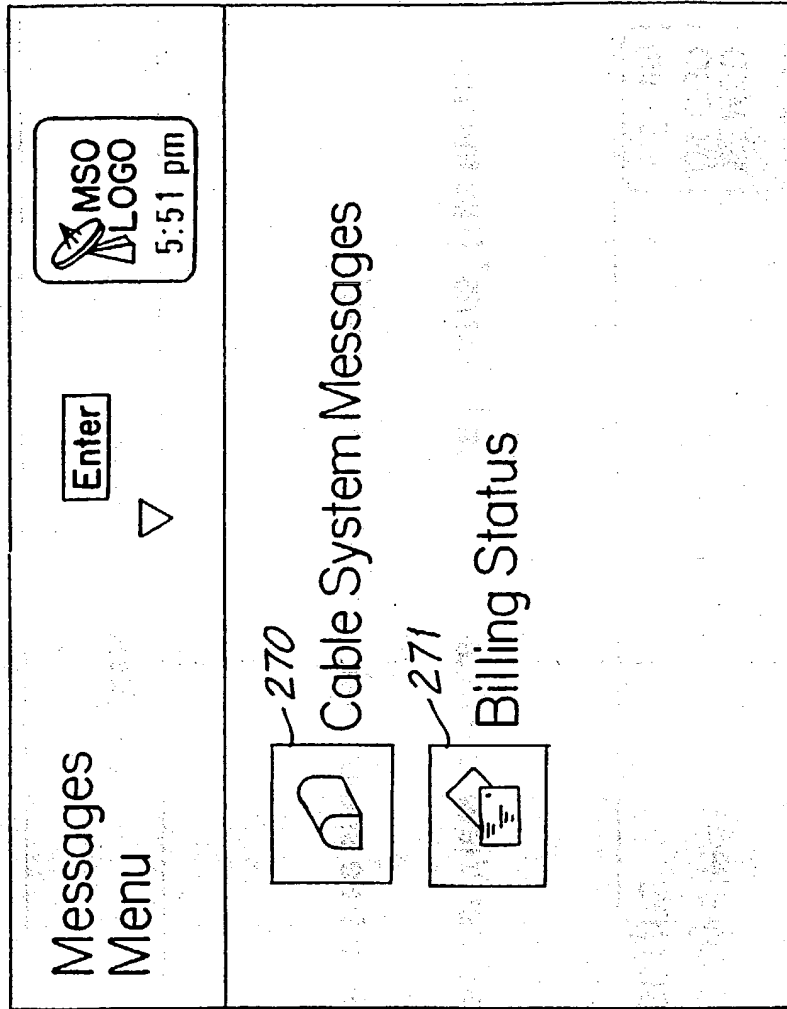 Messages
Menu
Enter
MSO
LOGO
5:51 pm
270
Cable System Messages
271
Billing Status